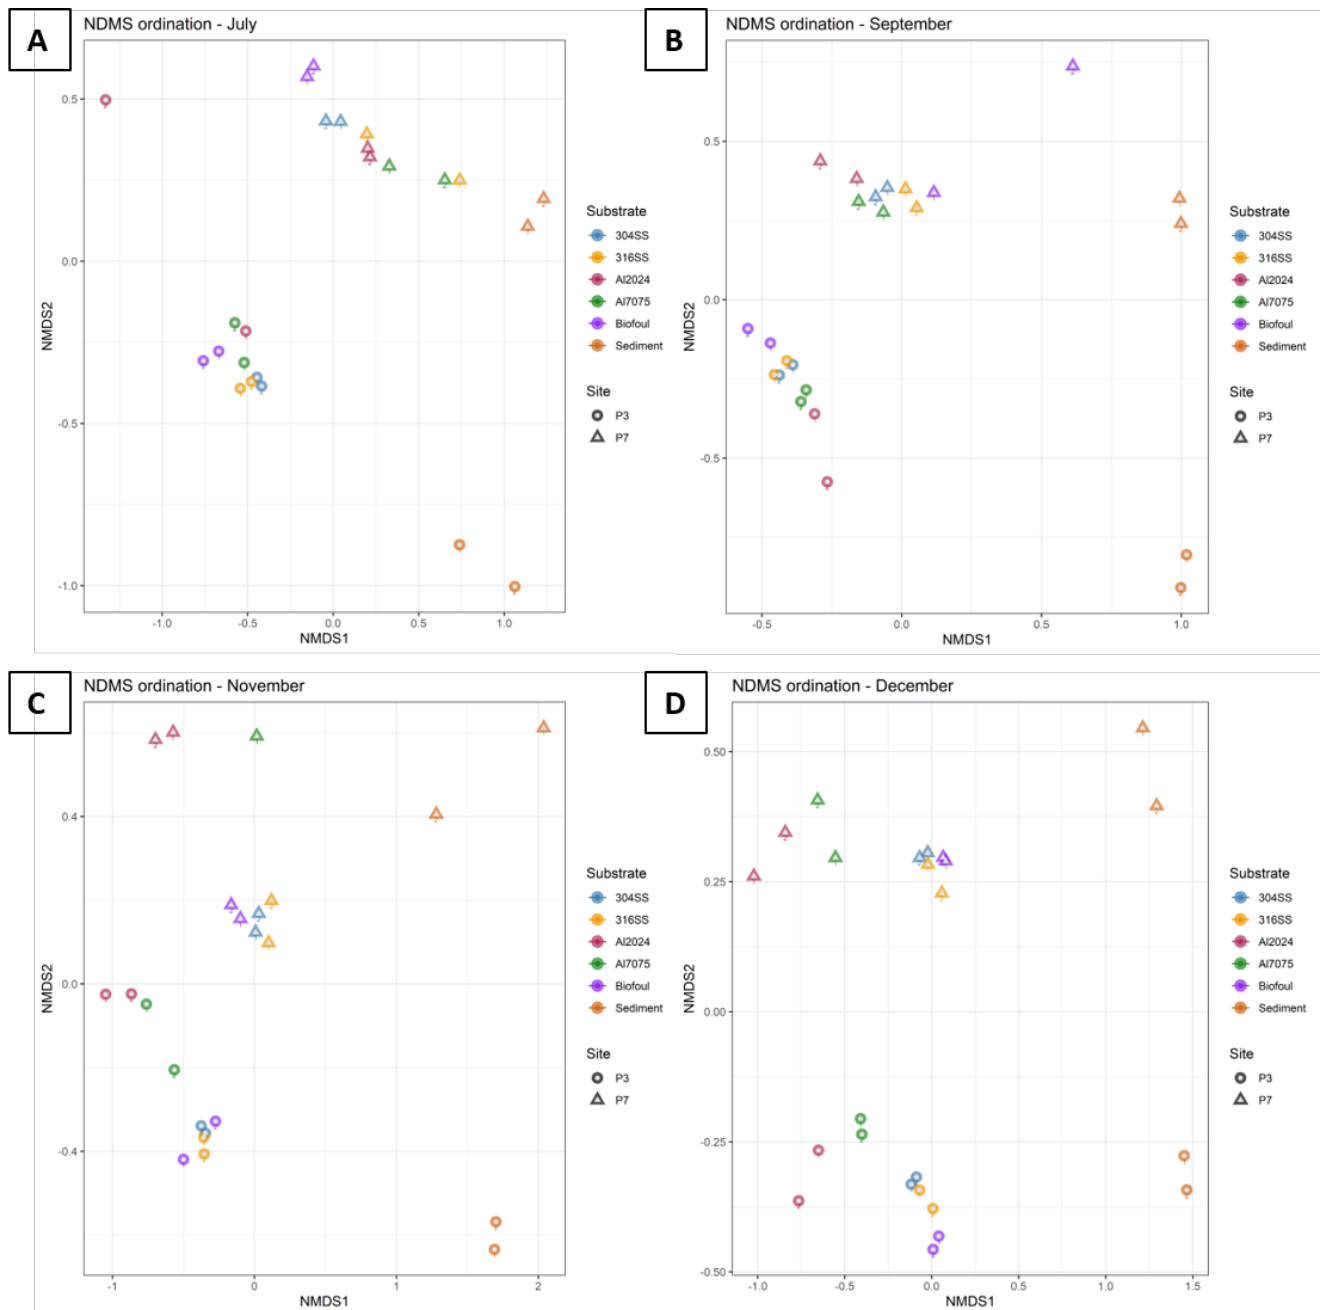 A
NDMS ordination - July
0.5
0.0
-0.5
-1.0
NMDS2
-1.0 -0.5 0.0 0.5 1.0
NMDS1
Substrate
304SS
316SS
Al2024
Al7075
Biofoul
Sediment
Site
P3
P7
B
NDMS ordination - September
0.5
0.0
-0.5
NMDS2
-0.5 0.0 0.5 1.0
NMDS1
Substrate
304SS
316SS
Al2024
Al7075
Biofoul
Sediment
Site
P3
P7
C
NDMS ordination - November
0.4
0.0
-0.4
NMDS2
-1 0 1 2
NMDS1
Substrate
304SS
316SS
Al2024
Al7075
Biofoul
Sediment
Site
P3
P7
D
NDMS ordination - December
0.50
0.25
0.00
-0.25
-0.50
NMDS2
-1.0 -0.5 0.0 0.5 1.0 1.5
NMDS1
Substrate
304SS
316SS
Al2024
Al7075
Biofoul
Sediment
Site
P3
P7